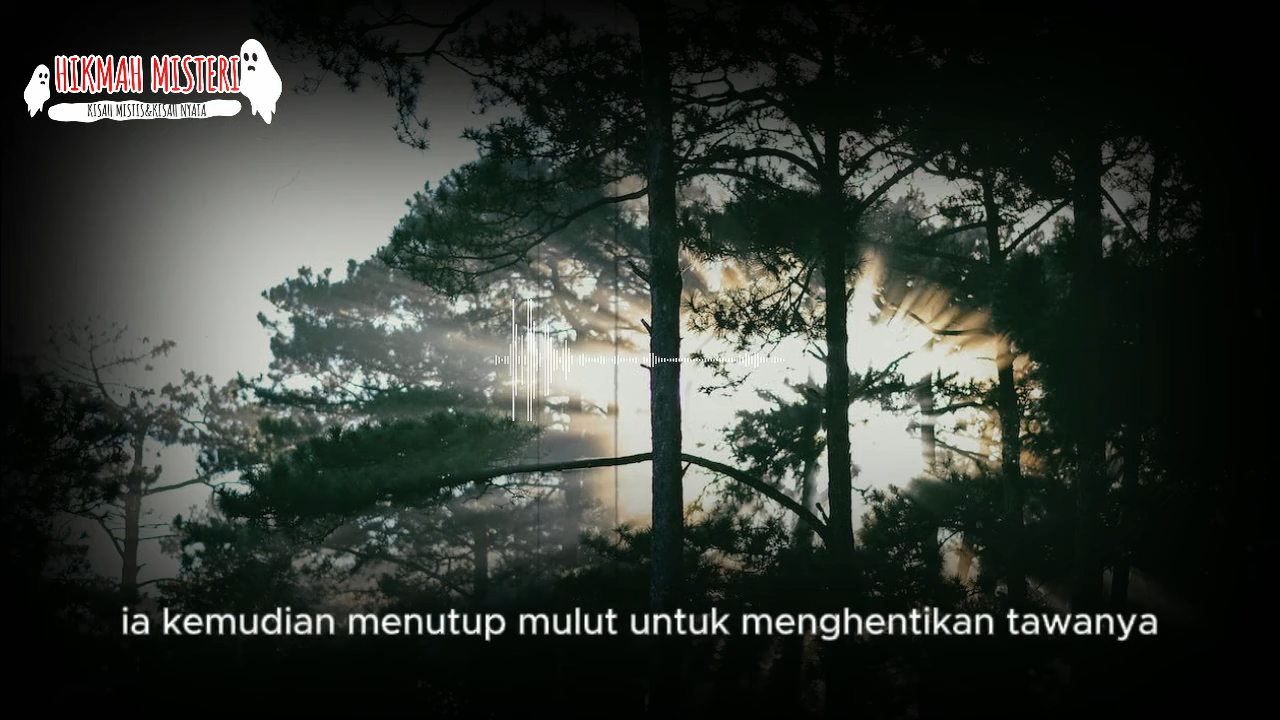 HIKMAH MISTERI
KISAH MISTIS&KISAH NYATA
ia kemudian menutup mulut untuk menghentikan tawanya